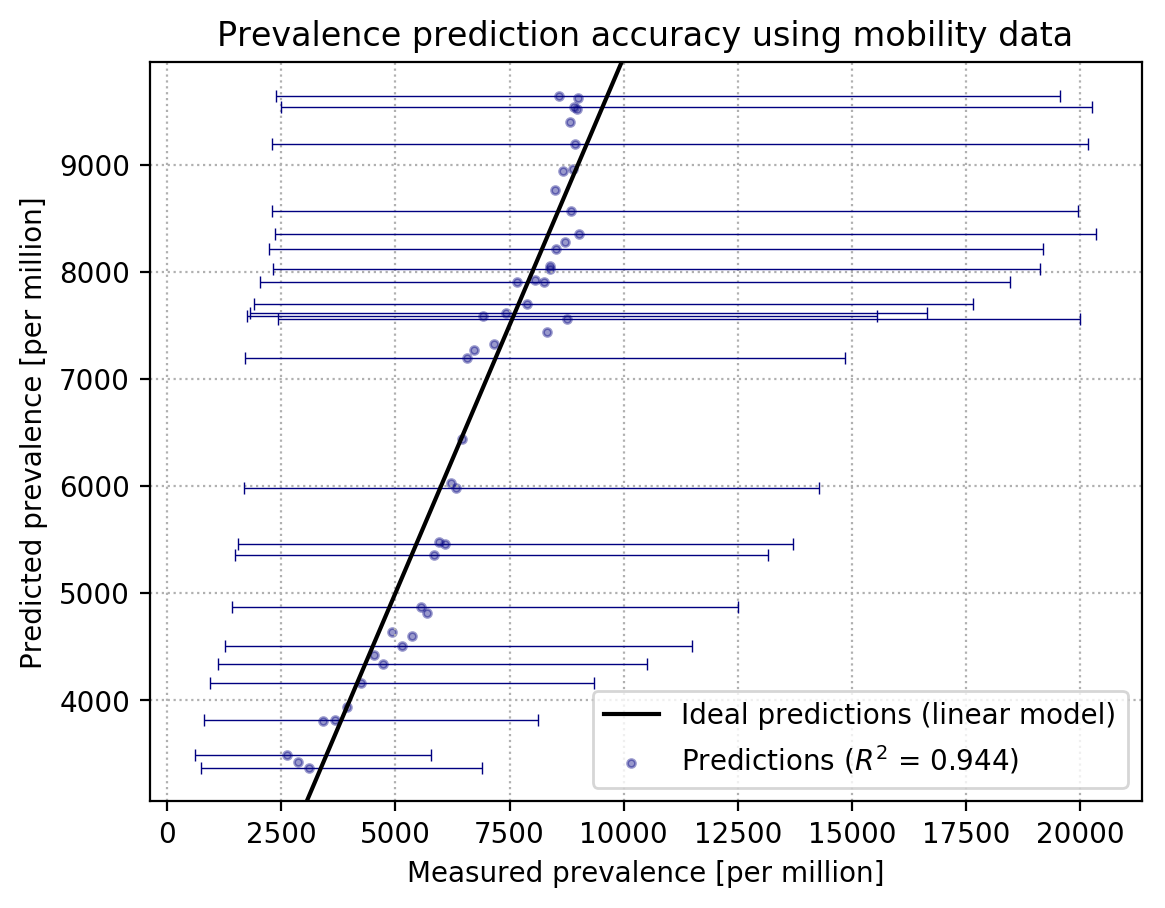 Prevalence prediction accuracy using mobility data
Predicted prevalence [per million]
9000
8000
7000
6000
5000
4000
Ideal predictions (linear model)
Predictions (R² = 0.944)
0 2500 5000 7500 10000 12500 15000 17500 20000
Measured prevalence [per million]